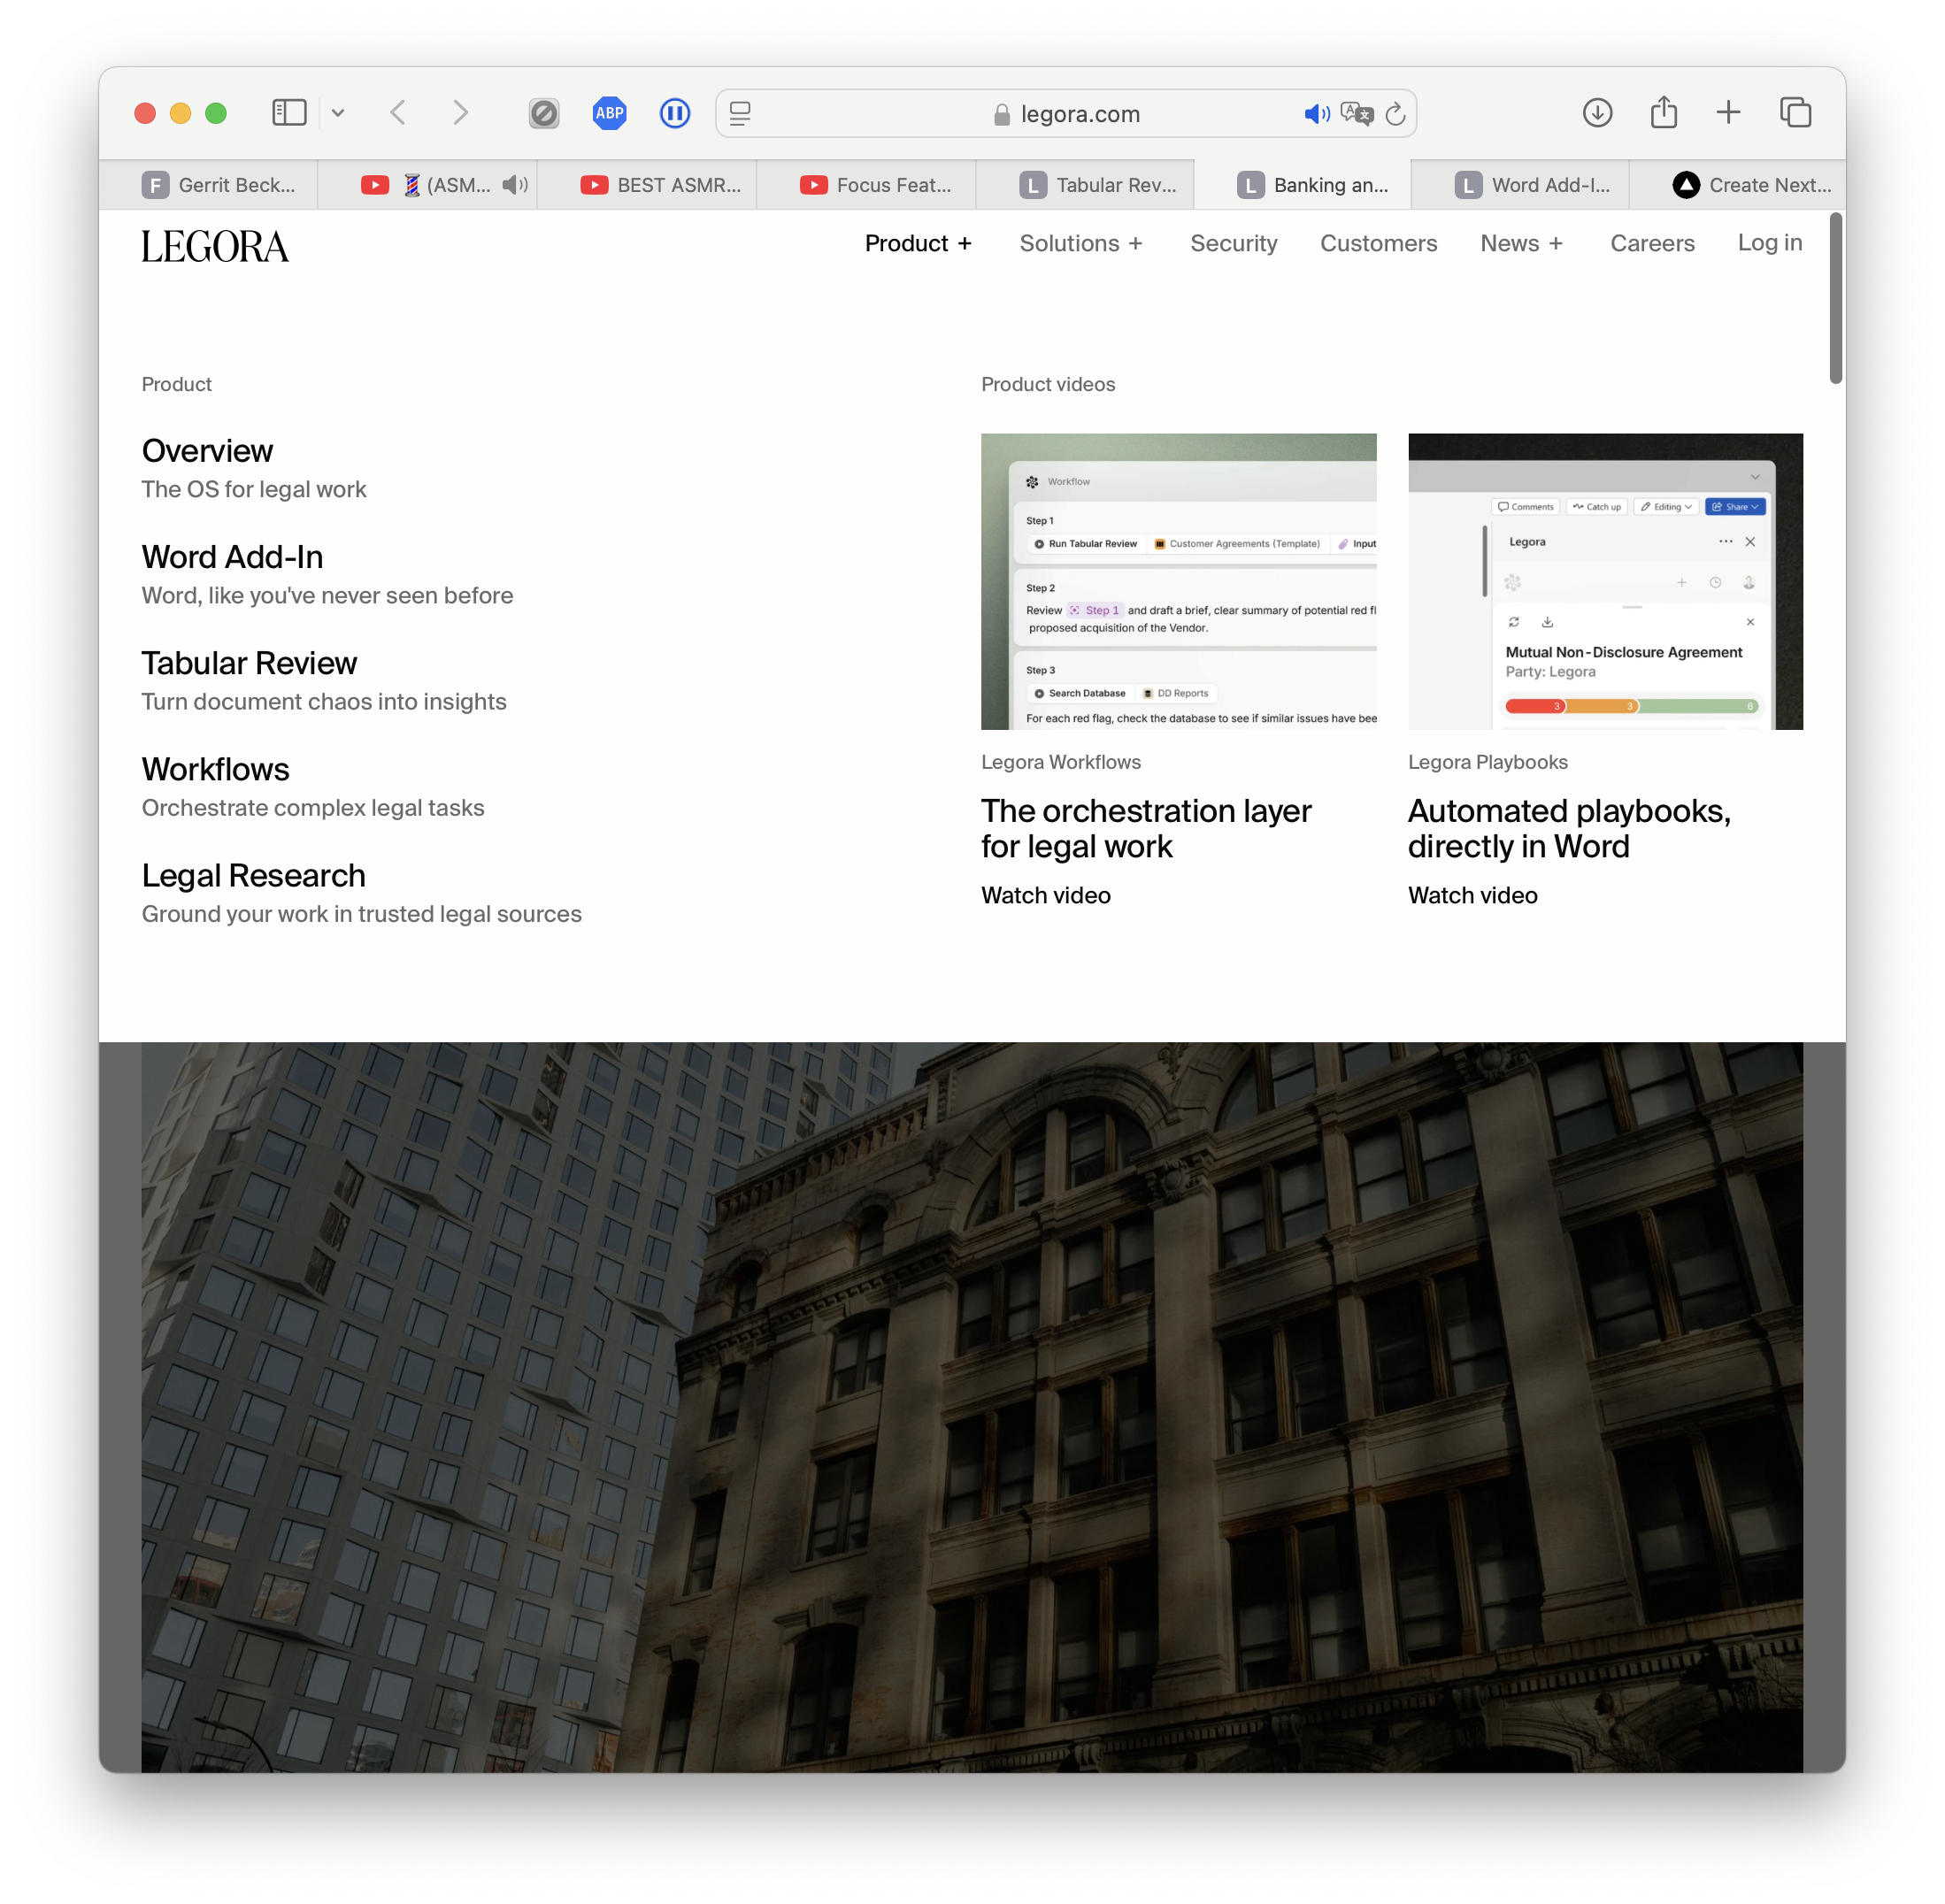 ABP
legora.com
F Gerrit Beck...
💈 (ASM...
BEST ASMR...
Focus Feat...
L Tabular Rev...
L Banking an...
L Word Add-I...
Create Next...
LEGORA
Product +
Solutions +
Security
Customers
News +
Careers
Log in
Product
Overview
The OS for legal work
Word Add-In
Word, like you've never seen before
Tabular Review
Turn document chaos into insights
Workflows
Orchestrate complex legal tasks
Legal Research
Ground your work in trusted legal sources
Product videos
Workflow
Step 1
Run Tabular Review
Customer Agreements (Template)
Input
Step 2
Review Step 1 and draft a brief, clear summary of potential red fl
proposed acquisition of the Vendor.
Step 3
Search Database
DD Reports
For each red flag, check the database to see if similar issues have bee
Legora Workflows
The orchestration layer
for legal work
Watch video
Comments
Catch up
Editing
Share
Legora
Mutual Non-Disclosure Agreement
Party: Legora
3
3
6
Legora Playbooks
Automated playbooks,
directly in Word
Watch video